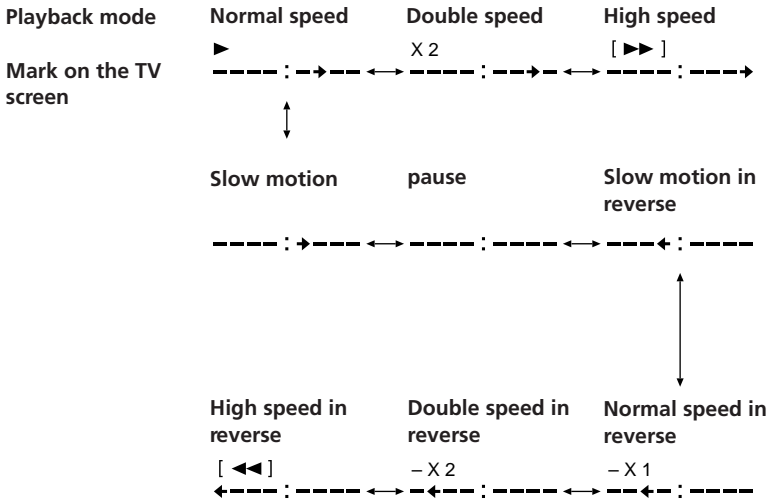 Playback mode Normal speed Double speed High speed
► X 2 [ ►► ]
Mark on the TV
screen
Slow motion pause Slow motion in
reverse
High speed in Double speed in Normal speed in
reverse reverse reverse
[ ◄◄ ] – X 2 – X 1